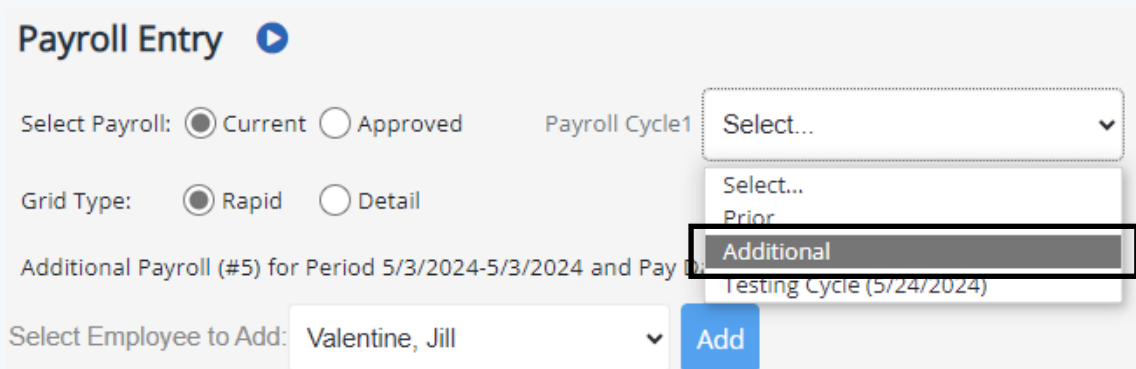 Payroll Entry
Select Payroll: Current Approved Payroll Cycle1 Select...
Select...
Grid Type: Rapid Detail
Prior
Additional
Additional Payroll (#5) for Period 5/3/2024-5/3/2024 and Pay
Testing Cycle (5/24/2024)
Select Employee to Add: Valentine, Jill Add